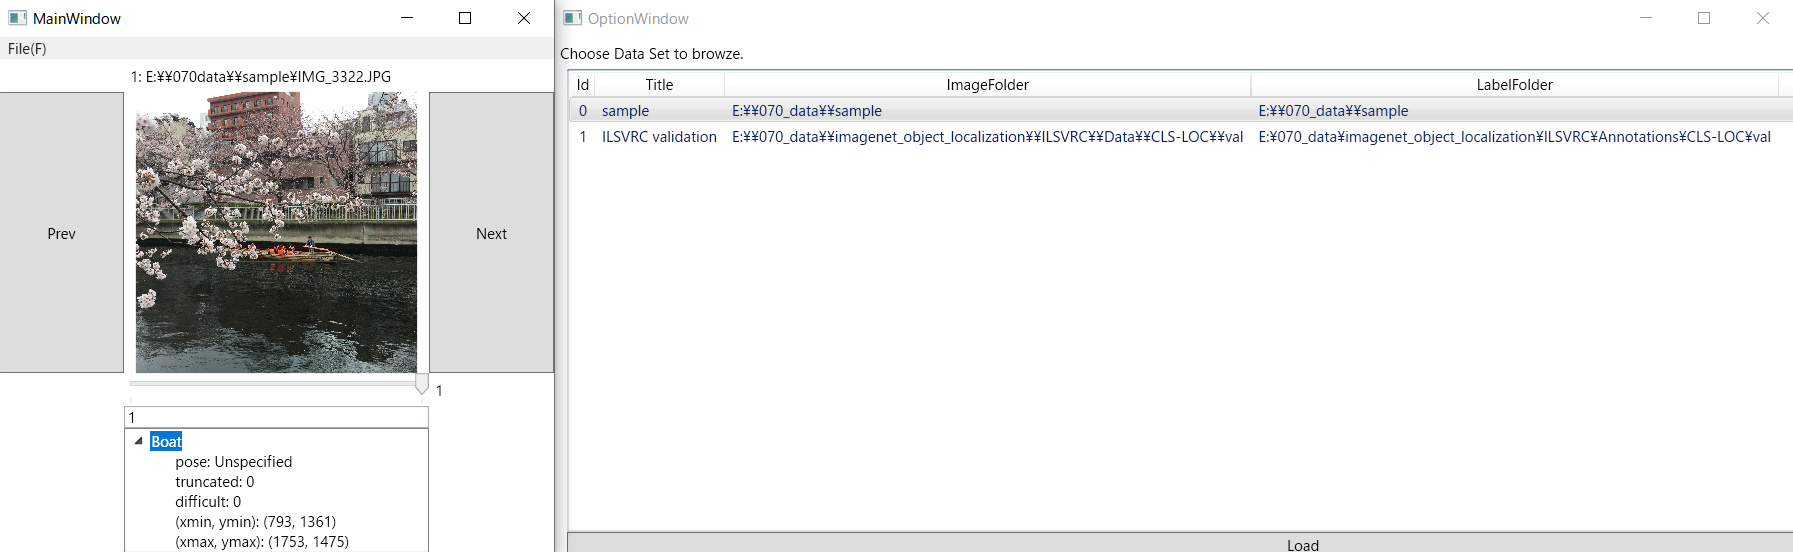 MainWindow
File(F)
1: E:¥¥070data¥¥sample¥IMG_3322.JPG
Prev
Next
1
1
Boat
pose: Unspecified
truncated: 0
difficult: 0
(xmin, ymin): (793, 1361)
(xmax, ymax): (1753, 1475)
OptionWindow
Choose Data Set to browze.
Id Title ImageFolder LabelFolder
0 sample E:¥¥070_data¥¥sample E:¥¥070_data¥¥sample
1 ILSVRC validation E:¥¥070_data¥¥imagenet_object_localization¥¥ILSVRC¥¥Data¥¥CLS-LOC¥¥val E:¥070_data¥imagenet_object_localization¥ILSVRC¥Annotations¥CLS-LOC¥val
Load